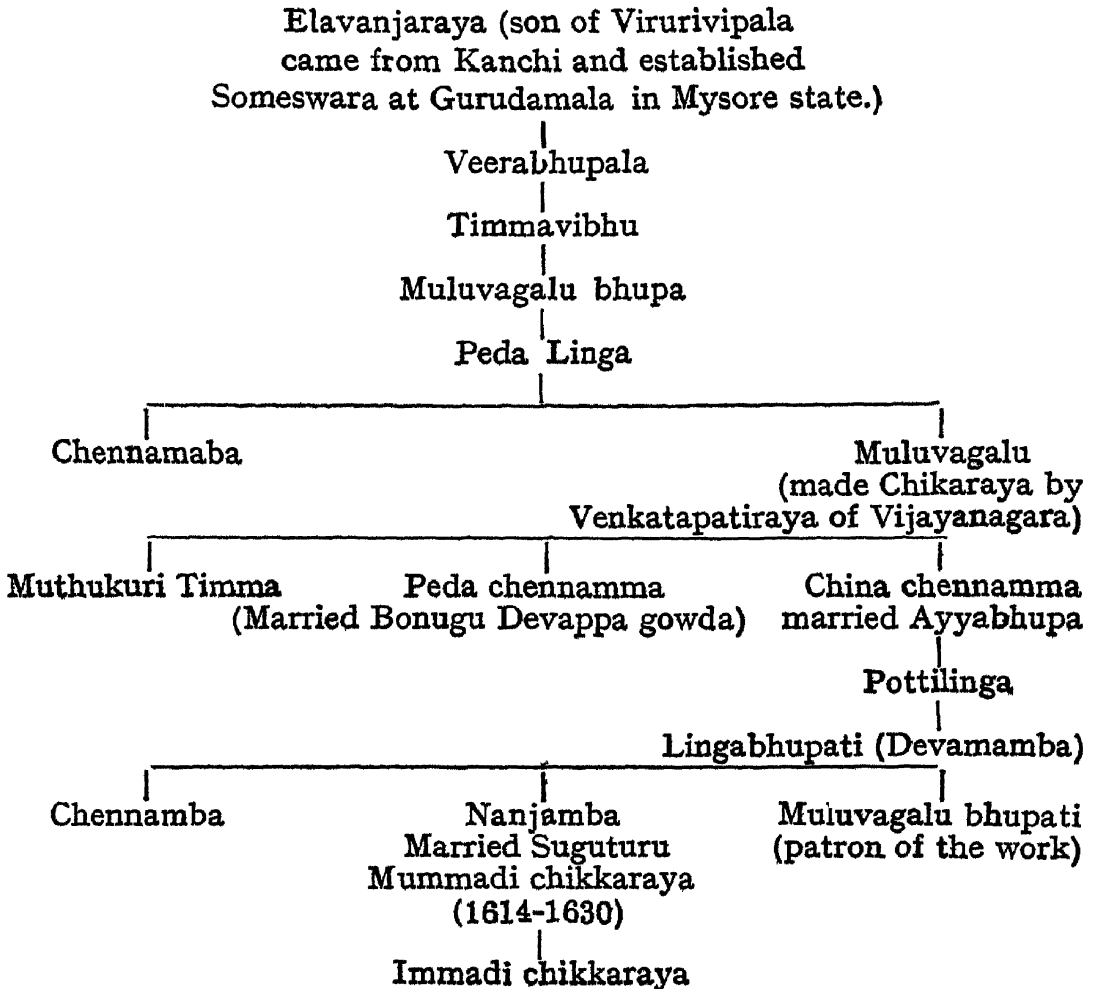 Elavanjaraya (son of Virurivipala
came from Kanchi and established
Someswara at Gurudamala in Mysore state.)
Veerabhupala
Timmavibhu
Muluvagalu bhupa
Peda Linga
Chennamaba
Muluvagalu
(made Chikaraya by
Venkatapatiraya of Vijayanagara)
Muthukuri Timma
Peda chennamma
(Married Bonugu Devappa gowda)
China chennamma
married Ayyabhupa
Pottilinga
Lingabhupati (Devamamba)
Chennamba
Nanjamba
Married Suguturu
Mummadi chikkaraya
(1614-1630)
Muluvagalu bhupati
(patron of the work)
Immadi chikkaraya